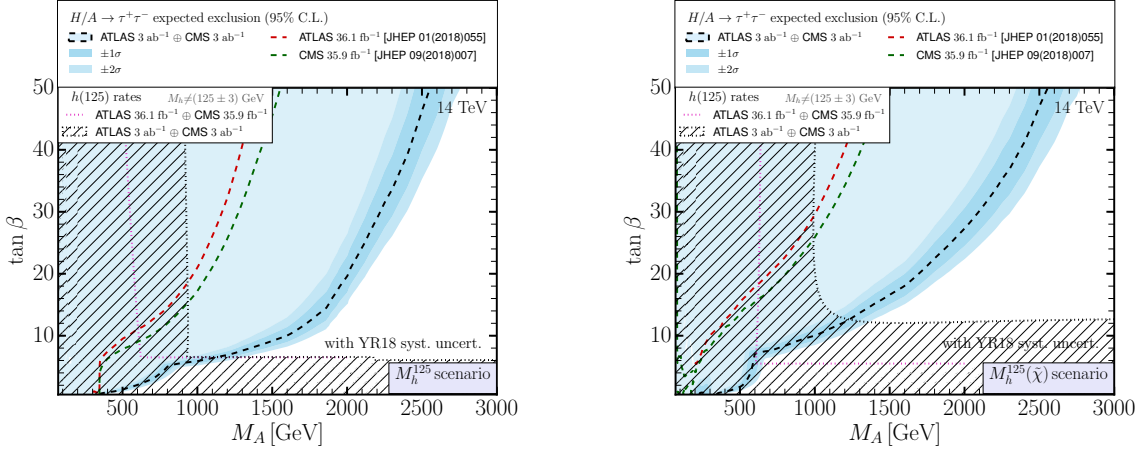 H/A → τ⁺τ⁻ expected exclusion (95% C.L.)
ATLAS 3 ab⁻¹ ⊕ CMS 3 ab⁻¹
±1σ
±2σ
ATLAS 36.1 fb⁻¹ [JHEP 01(2018)055]
CMS 35.9 fb⁻¹ [JHEP 09(2018)007]
h(125) rates
M_h≠(125 ± 3) GeV
ATLAS 36.1 fb⁻¹ ⊕ CMS 35.9 fb⁻¹
ATLAS 3 ab⁻¹ ⊕ CMS 3 ab⁻¹
14 TeV
50
40
30
20
10
tan β
with YR18 syst. uncert.
M_h^125 scenario
500 1000 1500 2000 2500 3000
M_A [GeV]
H/A → τ⁺τ⁻ expected exclusion (95% C.L.)
ATLAS 3 ab⁻¹ ⊕ CMS 3 ab⁻¹
±1σ
±2σ
ATLAS 36.1 fb⁻¹ [JHEP 01(2018)055]
CMS 35.9 fb⁻¹ [JHEP 09(2018)007]
h(125) rates
M_h≠(125 ± 3) GeV
ATLAS 36.1 fb⁻¹ ⊕ CMS 35.9 fb⁻¹
ATLAS 3 ab⁻¹ ⊕ CMS 3 ab⁻¹
14 TeV
50
40
30
20
10
tan β
with YR18 syst. uncert.
M_h^125(χ̃) scenario
500 1000 1500 2000 2500 3000
M_A [GeV]